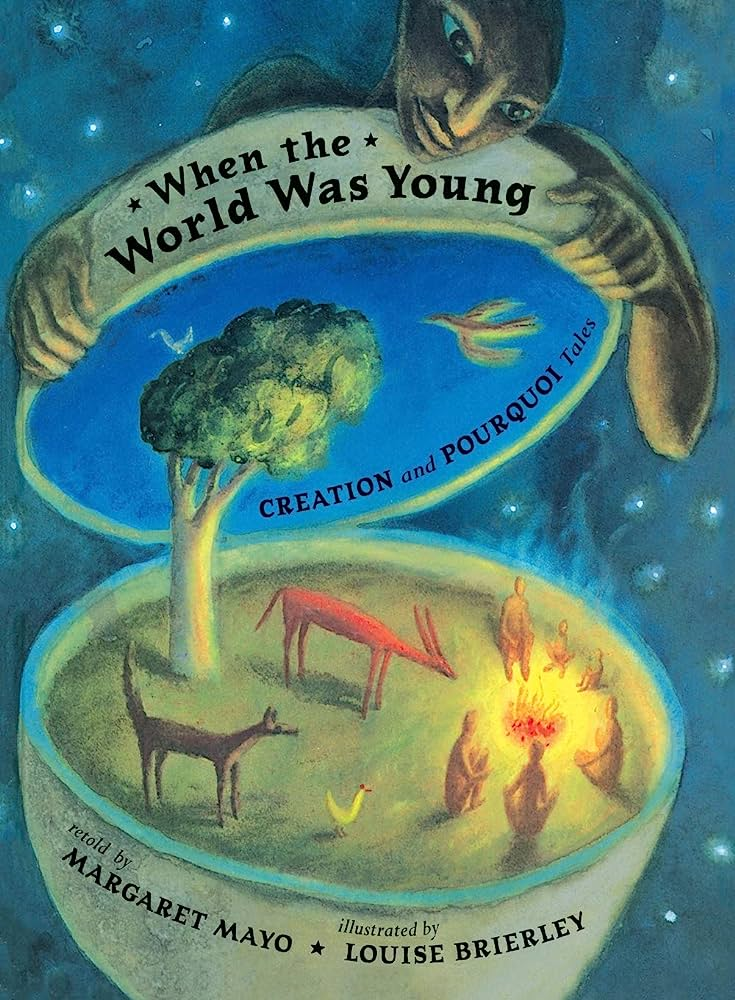 ★ When the ★
World Was Young
CREATION and POURQUOI Tales
retold by
MARGARET MAYO ★
illustrated by
LOUISE BRIERLEY